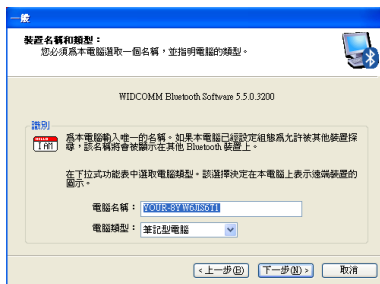 一般
裝置名稱和類型：
您必須爲本電腦選取一個名稱，並指明電腦的類型。
WIDCOMM Bluetooth Software 5.5.0.3200
識別
I AM
爲本電腦輸入唯一的名稱。如果本電腦已經設定組態爲允許被其他裝置探
尋，該名稱將會被顯示在其他 Bluetooth 裝置上。
在下拉式功能表中選取電腦類型。該選擇決定在本電腦上表示遠端裝置的
圖示。
電腦名稱： YOUR-8YW6JIS6TI
電腦類型： 筆記型電腦
<上一步(B) 下一步(N)> 取消